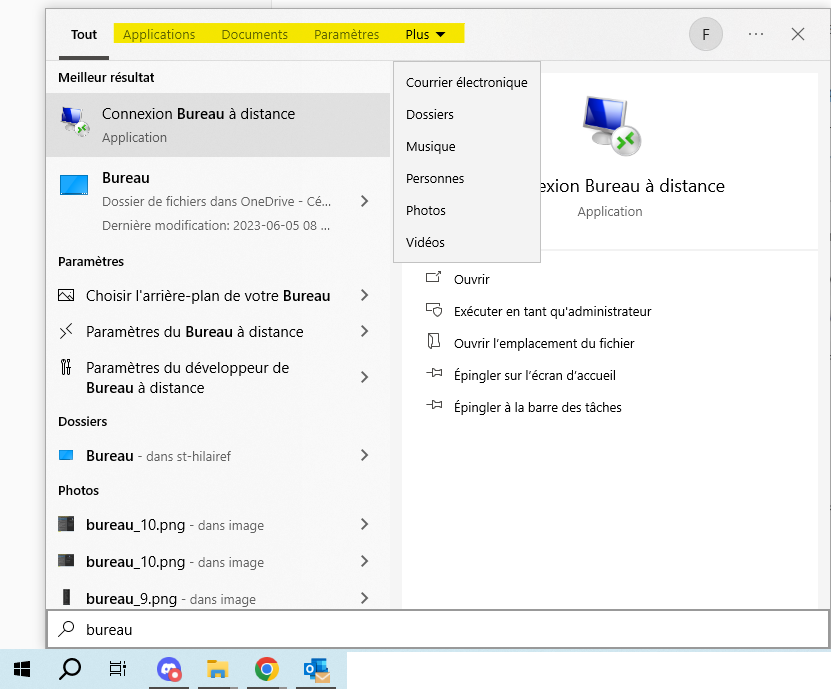 Tout Applications Documents Paramètres Plus F
Meilleur résultat
Connexion Bureau à distance
Application
Bureau
Dossier de fichiers dans OneDrive - Cé...
Dernière modification: 2023-06-05 08 ...
Paramètres
Choisir l'arrière-plan de votre Bureau
Paramètres du Bureau à distance
Paramètres du développeur de
Bureau à distance
Dossiers
Bureau - dans st-hilairef
Photos
bureau_10.png - dans image
bureau_10.png - dans image
bureau_9.png - dans image
Courrier électronique
Dossiers
Musique
Personnes
Photos
Vidéos
exion Bureau à distance
Application
Ouvrir
Exécuter en tant qu'administrateur
Ouvrir l'emplacement du fichier
Épingler sur l'écran d'accueil
Épingler à la barre des tâches
bureau